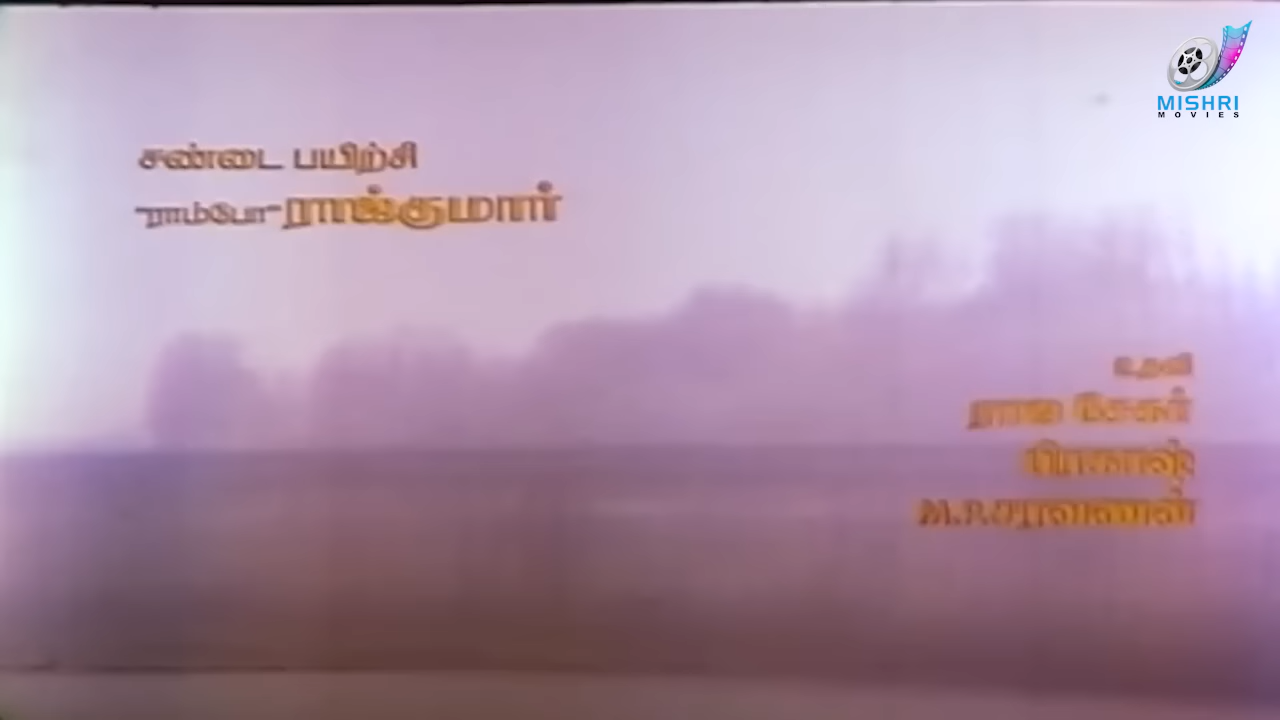 MISHRI
MOVIES
சண்டை பயிற்சி
"ராம்போ" ராஜ்குமார்
உதவி
ராஜ சேகர்
பிரகாஷ்
M.P.சரவணன்